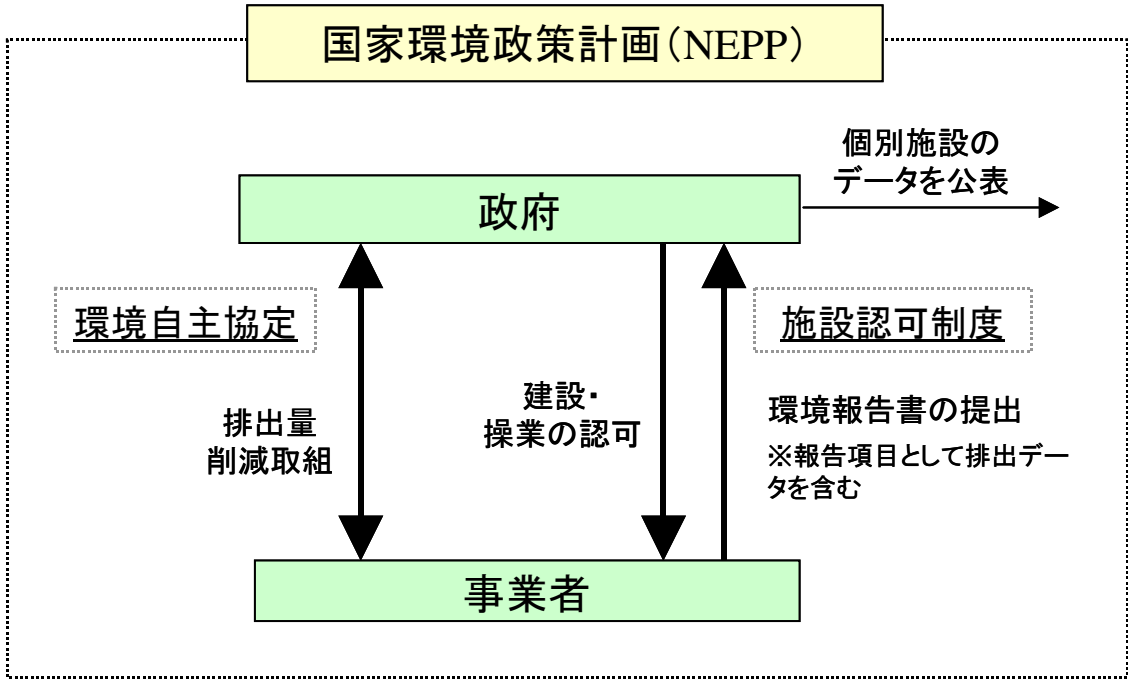 国家環境政策計画(NEPP)
個別施設の
データを公表
政府
環境自主協定
施設認可制度
排出量
削減取組
建設・
操業の認可
環境報告書の提出
※報告項目として排出デー
タを含む
事業者